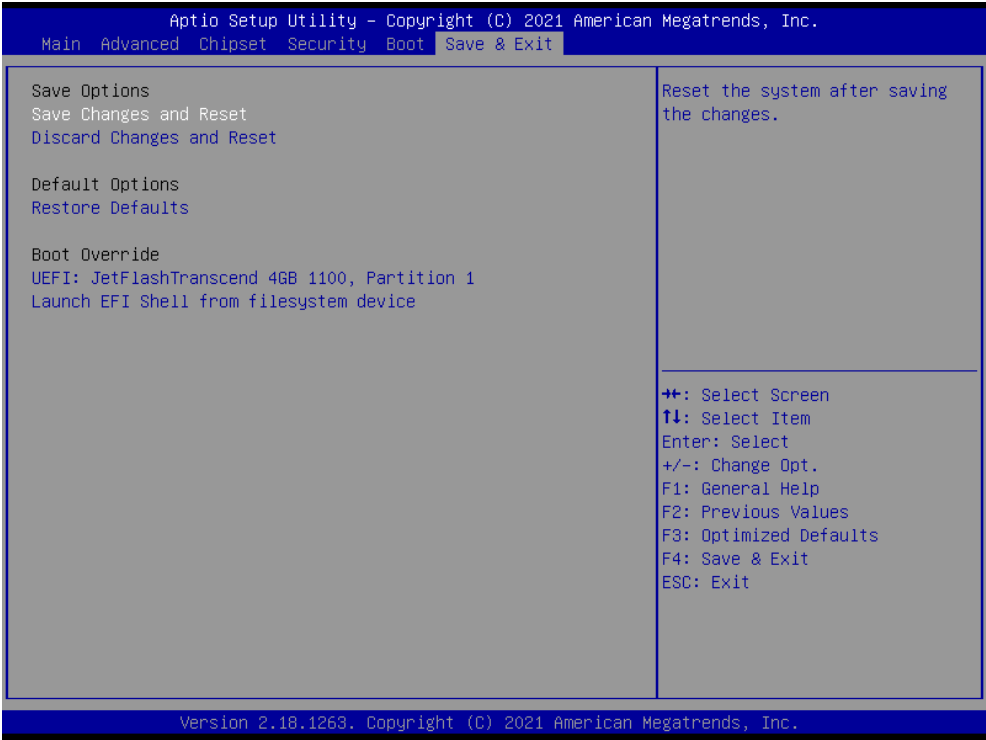 Aptio Setup Utility – Copyright (C) 2021 American Megatrends, Inc.
Main Advanced Chipset Security Boot Save & Exit
Save Options
Save Changes and Reset
Discard Changes and Reset
Default Options
Restore Defaults
Boot Override
UEFI: JetFlashTranscend 4GB 1100, Partition 1
Launch EFI Shell from filesystem device
Reset the system after saving
the changes.
→←: Select Screen
↑↓: Select Item
Enter: Select
+/-: Change Opt.
F1: General Help
F2: Previous Values
F3: Optimized Defaults
F4: Save & Exit
ESC: Exit
Version 2.18.1263. Copyright (C) 2021 American Megatrends, Inc.